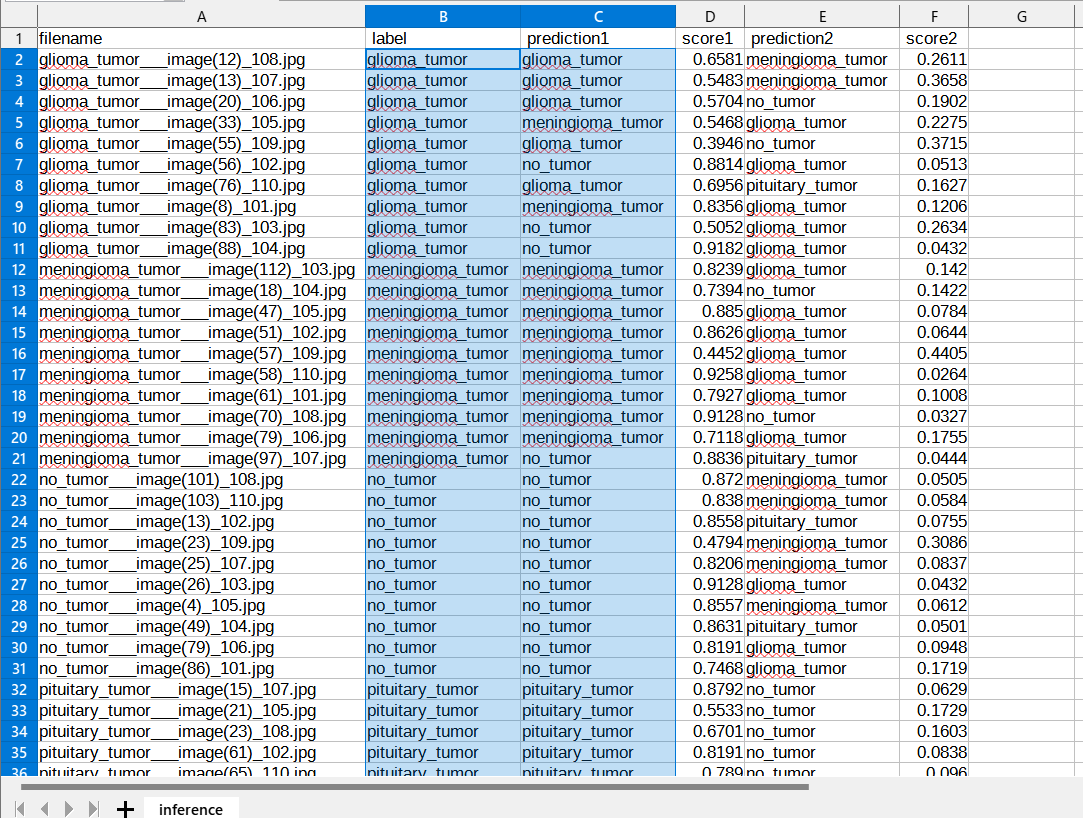 A B C D E F G
1 filename label prediction1 score1 prediction2 score2
2 glioma_tumor___image(12)_108.jpg glioma_tumor glioma_tumor 0.6581 meningioma_tumor 0.2611
3 glioma_tumor___image(13)_107.jpg glioma_tumor glioma_tumor 0.5483 meningioma_tumor 0.3658
4 glioma_tumor___image(20)_106.jpg glioma_tumor glioma_tumor 0.5704 no_tumor 0.1902
5 glioma_tumor___image(33)_105.jpg glioma_tumor meningioma_tumor 0.5468 glioma_tumor 0.2275
6 glioma_tumor___image(55)_109.jpg glioma_tumor glioma_tumor 0.3946 no_tumor 0.3715
7 glioma_tumor___image(56)_102.jpg glioma_tumor no_tumor 0.8814 glioma_tumor 0.0513
8 glioma_tumor___image(76)_110.jpg glioma_tumor glioma_tumor 0.6956 pituitary_tumor 0.1627
9 glioma_tumor___image(8)_101.jpg glioma_tumor meningioma_tumor 0.8356 glioma_tumor 0.1206
10 glioma_tumor___image(83)_103.jpg glioma_tumor no_tumor 0.5052 glioma_tumor 0.2634
11 glioma_tumor___image(88)_104.jpg glioma_tumor no_tumor 0.9182 glioma_tumor 0.0432
12 meningioma_tumor___image(112)_103.jpg meningioma_tumor meningioma_tumor 0.8239 glioma_tumor 0.142
13 meningioma_tumor___image(18)_104.jpg meningioma_tumor meningioma_tumor 0.7394 no_tumor 0.1422
14 meningioma_tumor___image(47)_105.jpg meningioma_tumor meningioma_tumor 0.885 glioma_tumor 0.0784
15 meningioma_tumor___image(51)_102.jpg meningioma_tumor meningioma_tumor 0.8626 glioma_tumor 0.0644
16 meningioma_tumor___image(57)_109.jpg meningioma_tumor meningioma_tumor 0.4452 glioma_tumor 0.4405
17 meningioma_tumor___image(58)_110.jpg meningioma_tumor meningioma_tumor 0.9258 glioma_tumor 0.0264
18 meningioma_tumor___image(61)_101.jpg meningioma_tumor meningioma_tumor 0.7927 glioma_tumor 0.1008
19 meningioma_tumor___image(70)_108.jpg meningioma_tumor meningioma_tumor 0.9128 no_tumor 0.0327
20 meningioma_tumor___image(79)_106.jpg meningioma_tumor meningioma_tumor 0.7118 glioma_tumor 0.1755
21 meningioma_tumor___image(97)_107.jpg meningioma_tumor no_tumor 0.8836 pituitary_tumor 0.0444
22 no_tumor___image(101)_108.jpg no_tumor no_tumor 0.872 meningioma_tumor 0.0505
23 no_tumor___image(103)_110.jpg no_tumor no_tumor 0.838 meningioma_tumor 0.0584
24 no_tumor___image(13)_102.jpg no_tumor no_tumor 0.8558 pituitary_tumor 0.0755
25 no_tumor___image(23)_109.jpg no_tumor no_tumor 0.4794 meningioma_tumor 0.3086
26 no_tumor___image(25)_107.jpg no_tumor no_tumor 0.8206 meningioma_tumor 0.0837
27 no_tumor___image(26)_103.jpg no_tumor no_tumor 0.9128 glioma_tumor 0.0432
28 no_tumor___image(4)_105.jpg no_tumor no_tumor 0.8557 meningioma_tumor 0.0612
29 no_tumor___image(49)_104.jpg no_tumor no_tumor 0.8631 pituitary_tumor 0.0501
30 no_tumor___image(79)_106.jpg no_tumor no_tumor 0.8191 glioma_tumor 0.0948
31 no_tumor___image(86)_101.jpg no_tumor no_tumor 0.7468 glioma_tumor 0.1719
32 pituitary_tumor___image(15)_107.jpg pituitary_tumor pituitary_tumor 0.8792 no_tumor 0.0629
33 pituitary_tumor___image(21)_105.jpg pituitary_tumor pituitary_tumor 0.5533 no_tumor 0.1729
34 pituitary_tumor___image(23)_108.jpg pituitary_tumor pituitary_tumor 0.6701 no_tumor 0.1603
35 pituitary_tumor___image(61)_102.jpg pituitary_tumor pituitary_tumor 0.8191 no_tumor 0.0838
36 pituitary_tumor___image(65)_110.jpg pituitary_tumor pituitary_tumor 0.789 no_tumor 0.096
inference